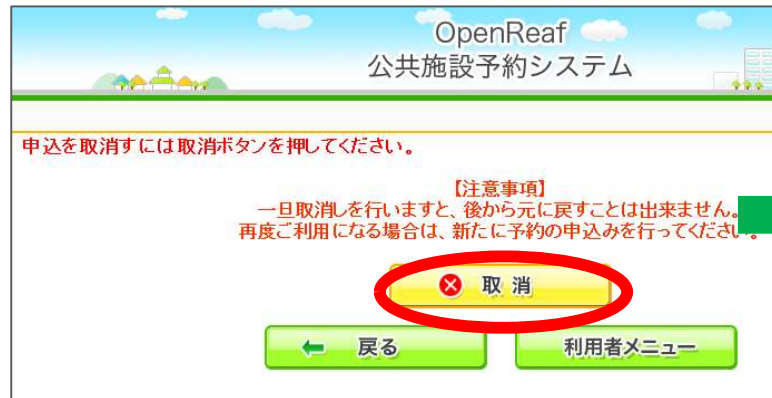 OpenReaf
公共施設予約システム
申込を取消すには取消ボタンを押してください。
【注意事項】
一旦取消しを行いますと、後から元に戻すことは出来ません。
再度ご利用になる場合は、新たに予約の申込みを行ってください。
取 消
戻る 利用者メニュー